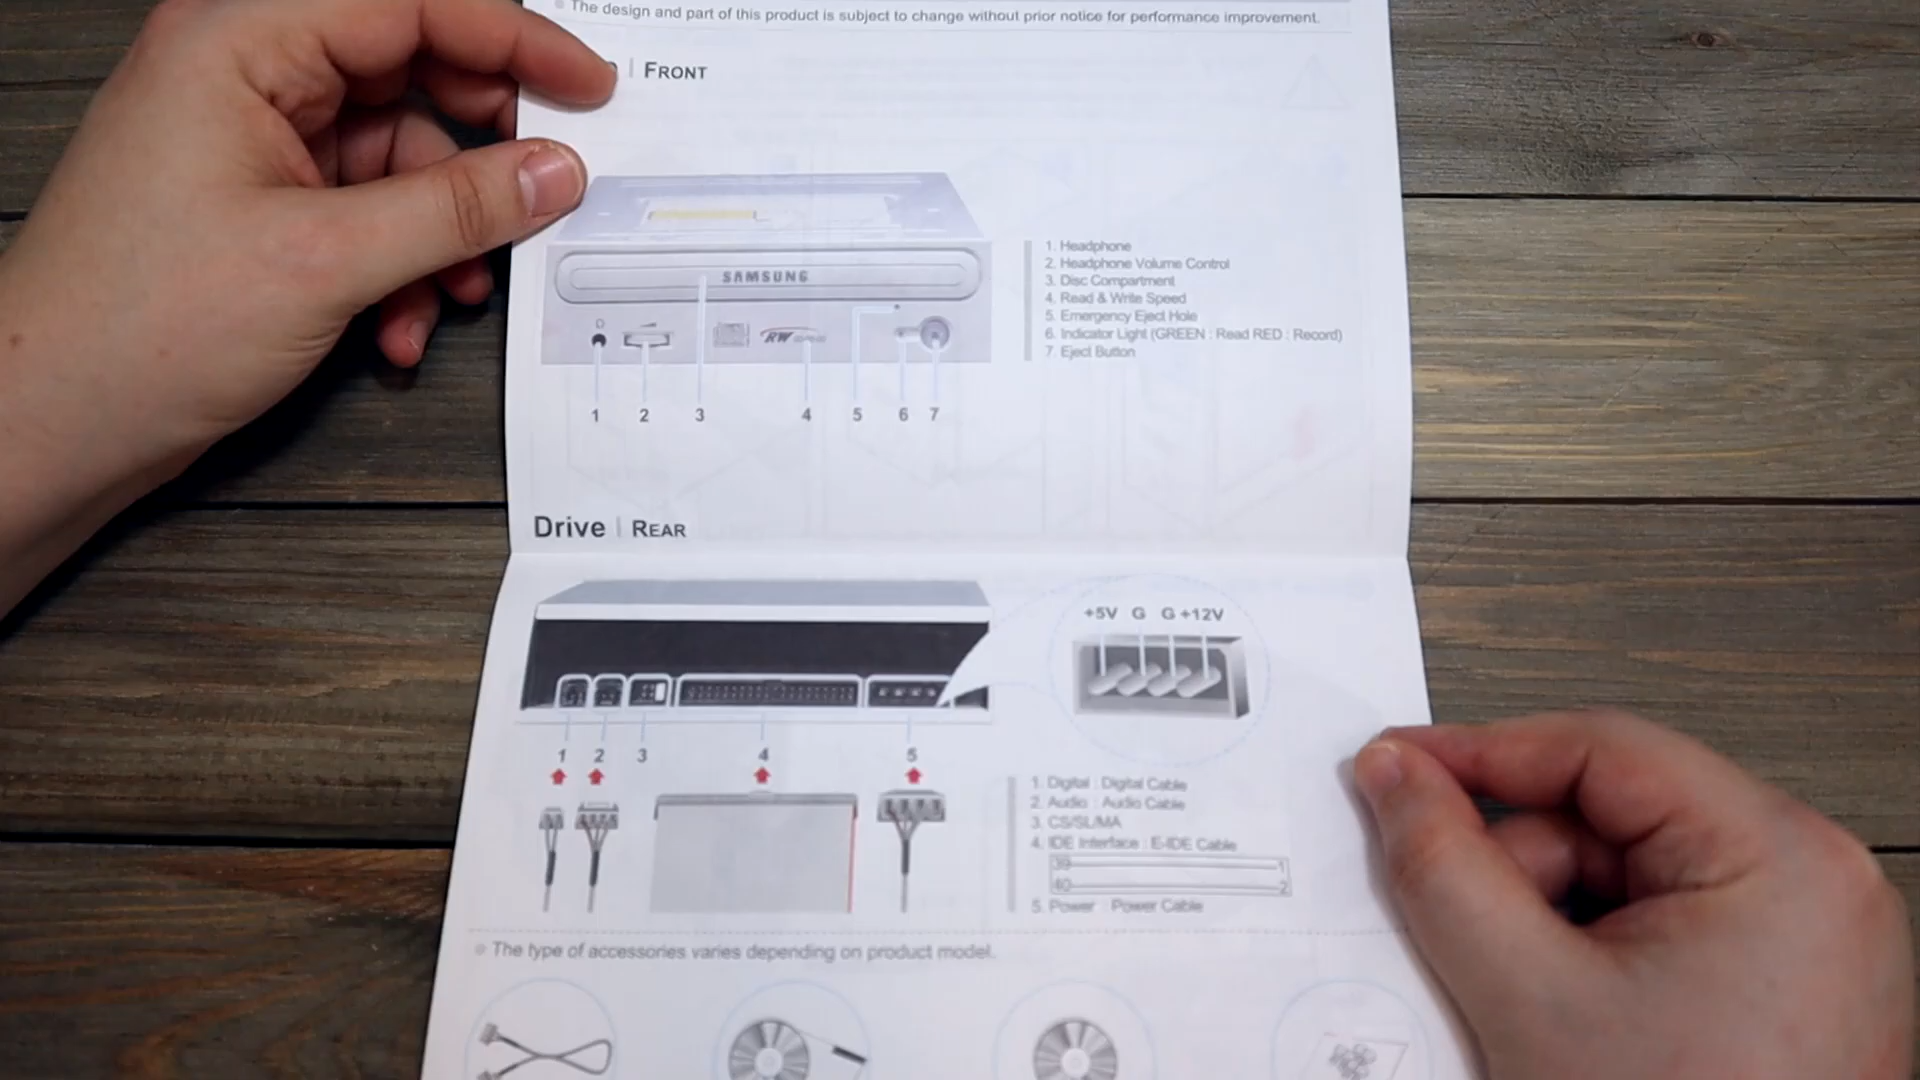 The design and part of this product is subject to change without prior notice for performance improvement.
| FRONT
SAMSUNG
RW
1. Headphone
2. Headphone Volume Control
3. Disc Compartment
4. Read & Write Speed
5. Emergency Eject Hole
6. Indicator Light (GREEN : Read RED : Record)
7. Eject Button
1 2 3 4 5 6 7
Drive | REAR
+5V G G +12V
1 2 3 4 5
1. Digital : Digital Cable
2. Audio : Audio Cable
3. CS/SL/MA
4. IDE Interface : E-IDE Cable
39 1
40 2
5. Power : Power Cable
The type of accessories varies depending on product model.